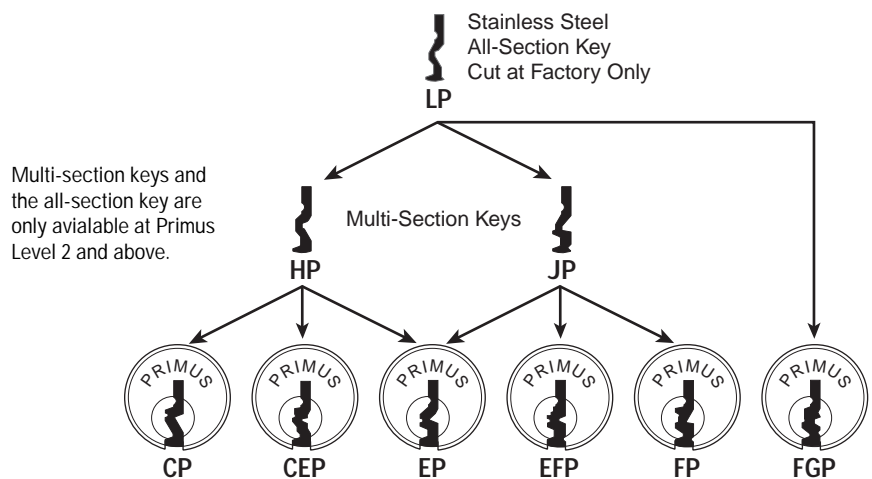 Stainless Steel
All-Section Key
Cut at Factory Only
LP
Multi-section keys and
the all-section key are
only avialable at Primus
Level 2 and above.
Multi-Section Keys
HP
JP
PRIMUS
PRIMUS
PRIMUS
PRIMUS
PRIMUS
PRIMUS
CP
CEP
EP
EFP
FP
FGP